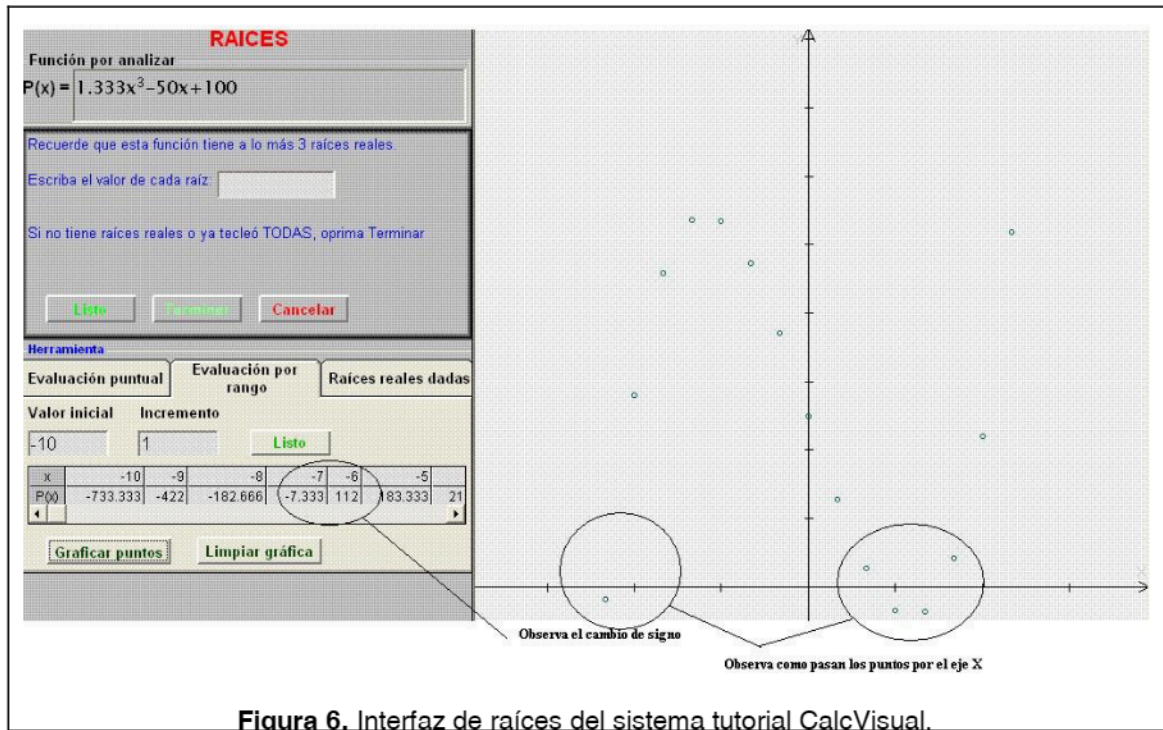 RAICES
Función por analizar
P(x) = 1.333x³-50x+100
Recuerde que esta función tiene a lo más 3 raíces reales.
Escriba el valor de cada raíz:
Si no tiene raíces reales o ya tecleó TODAS, oprima Terminar
Listo Terminar Cancelar
Herramienta
Evaluación puntual Evaluación por rango Raíces reales dadas
Valor inicial Incremento
-10 1 Listo
x -10 -9 -8 -7 -6 -5
P(x) -733.333 -422 -182.666 -7.333 112 183.333 21
Graficar puntos Limpiar gráfica
Y
X
Observa el cambio de signo
Observa como pasan los puntos por el eje X
Figura 6. Interfaz de raíces del sistema tutorial CalcVisual.